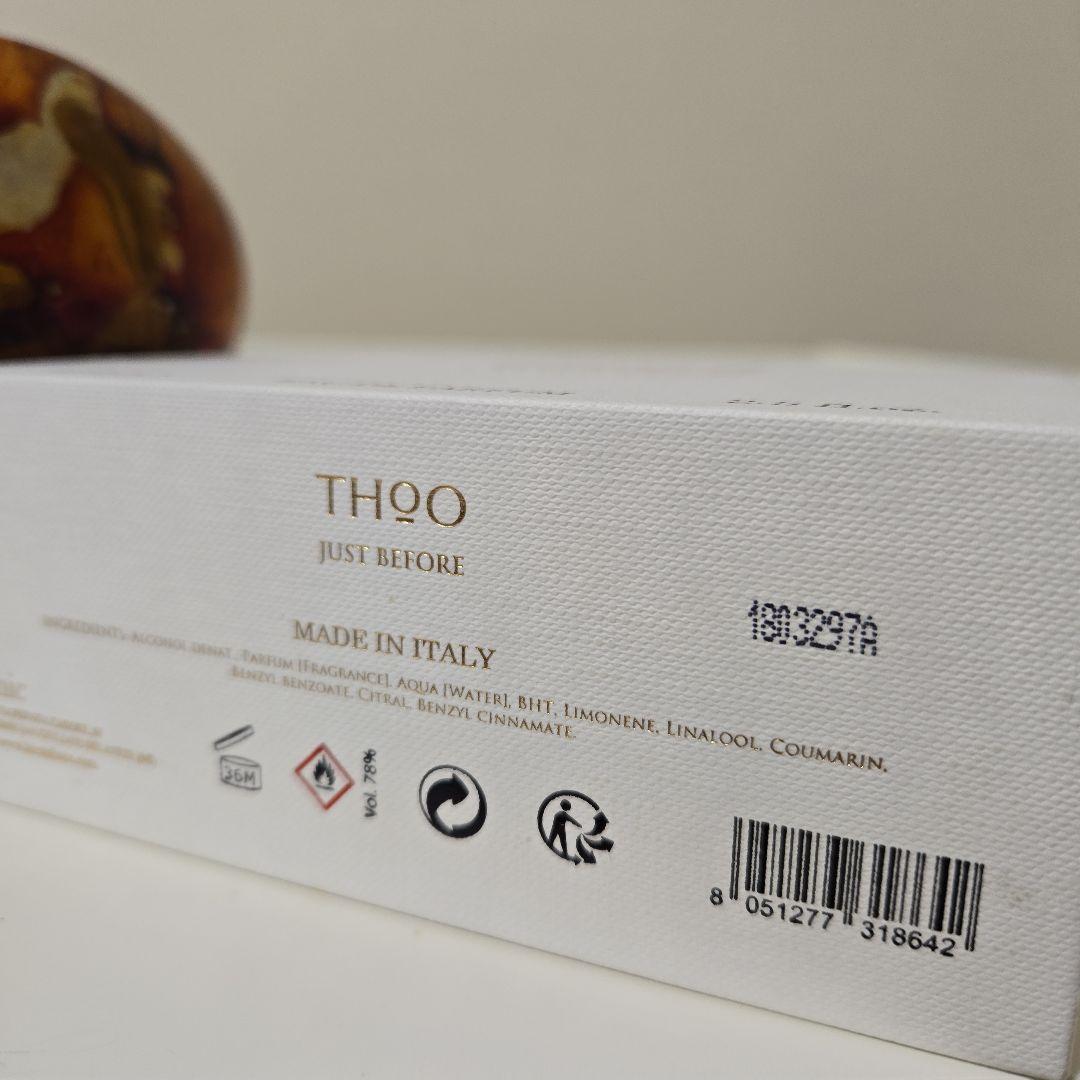 THOO
JUST BEFORE
1803297A
MADE IN ITALY
INGREDIENTS: ALCOHOL DENAT., PARFUM [FRAGRANCE], AQUA [WATER], BHT, LIMONENE, LINALOOL, COUMARIN,
BENZYL BENZOATE, CITRAL, BENZYL CINNAMATE.
36M
Vol. 78%
8 051277 318642